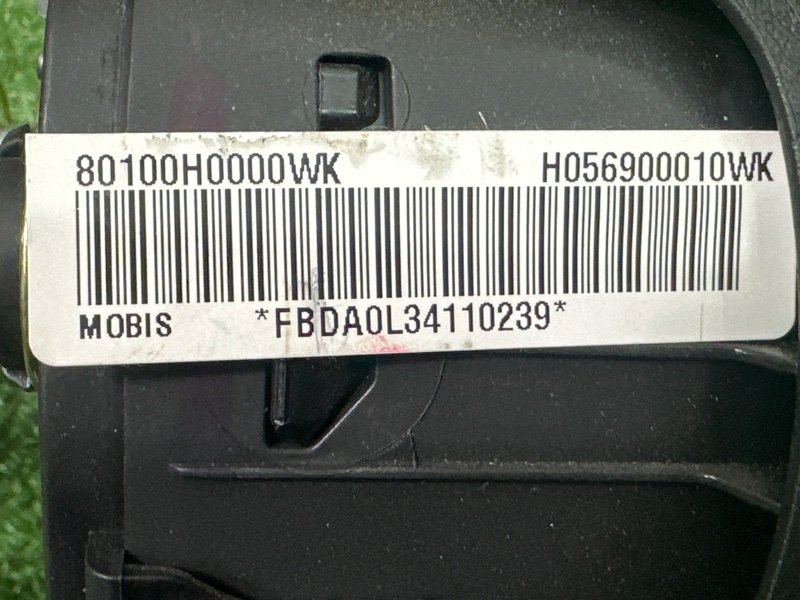 80100H0000WK H056900010WK
MOBIS *FBDA0L34110239*